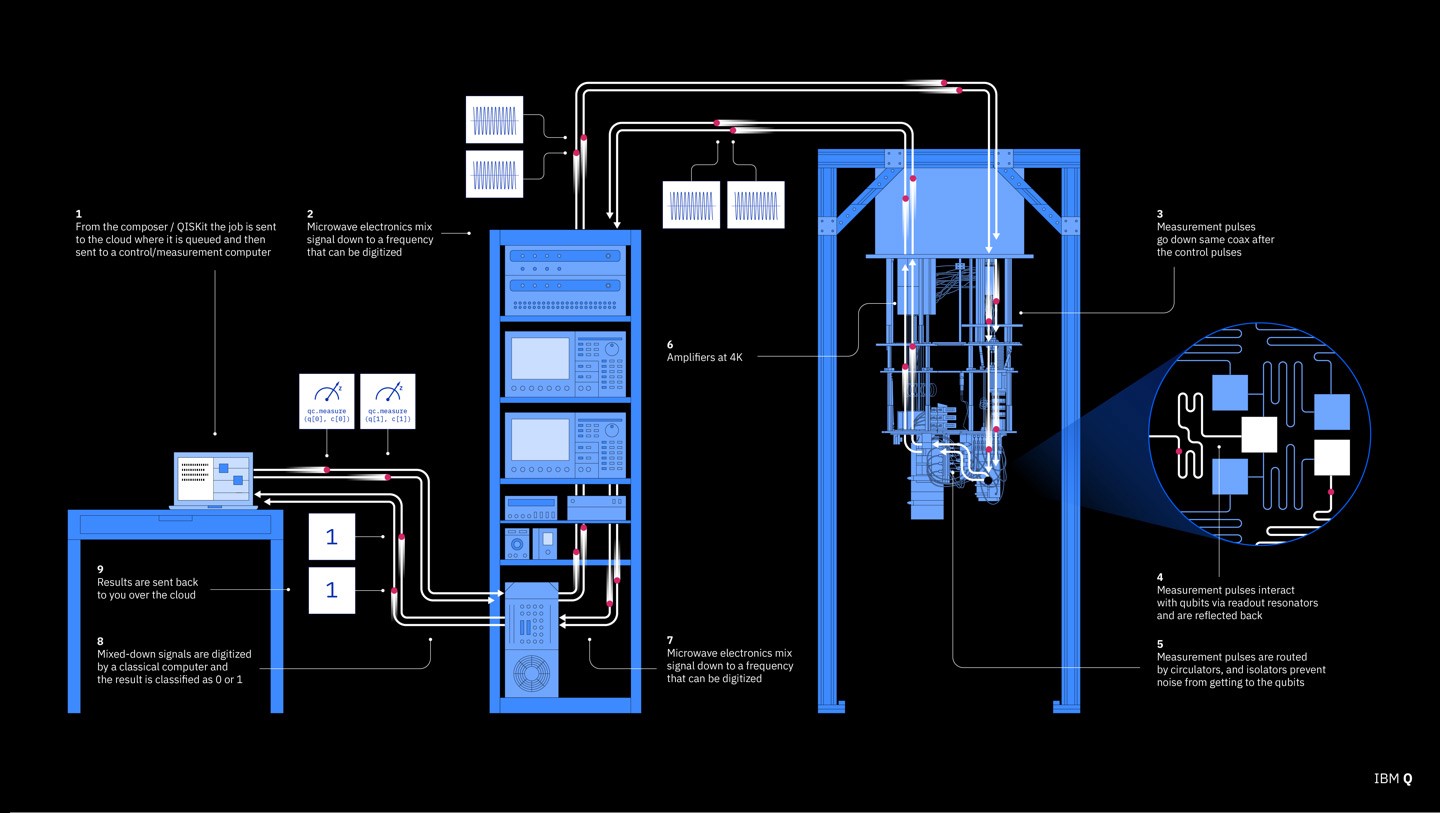 1
From the composer / QISKit the job is sent
to the cloud where it is queued and then
sent to a control/measurement computer
2
Microwave electronics mix
signal down to a frequency
that can be digitized
3
Measurement pulses
go down same coax after
the control pulses
6
Amplifiers at 4K
z
qc.measure
(q[0], c[0])
z
qc.measure
(q[1], c[1])
1
1
9
Results are sent back
to you over the cloud
8
Mixed-down signals are digitized
by a classical computer and
the result is classified as 0 or 1
7
Microwave electronics mix
signal down to a frequency
that can be digitized
4
Measurement pulses interact
with qubits via readout resonators
and are reflected back
5
Measurement pulses are routed
by circulators, and isolators prevent
noise from getting to the qubits
IBM Q